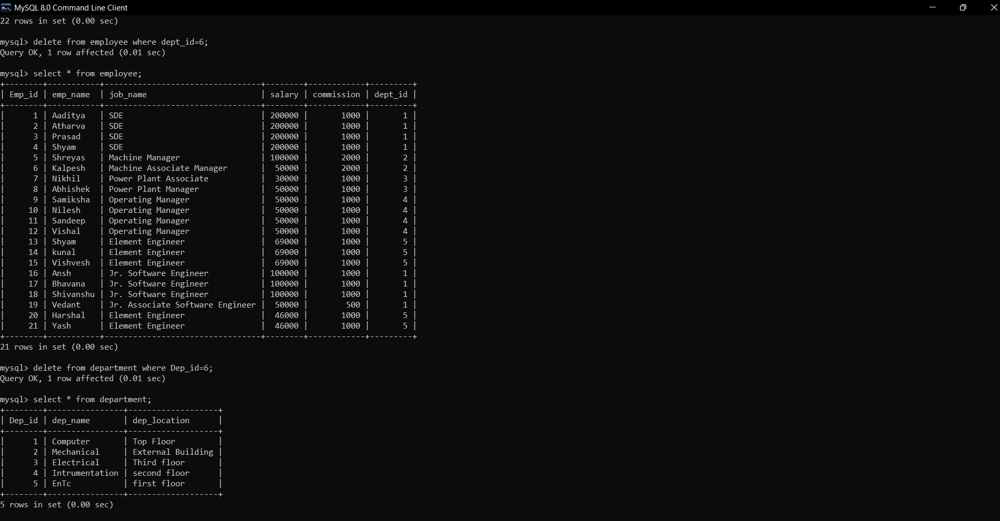 MySQL 8.0 Command Line Client
22 rows in set (0.00 sec)
mysql> delete from employee where dept_id=6;
Query OK, 1 row affected (0.01 sec)
mysql> select * from employee;
+--------+-----------+---------------------------------+--------+------------+---------+
| Emp_id | emp_name  | job_name                        | salary | commission | dept_id |
+--------+-----------+---------------------------------+--------+------------+---------+
|      1 | Aaditya   | SDE                             | 200000 |       1000 |       1 |
|      2 | Atharva   | SDE                             | 200000 |       1000 |       1 |
|      3 | Prasad    | SDE                             | 200000 |       1000 |       1 |
|      4 | Shyam     | SDE                             | 200000 |       1000 |       1 |
|      5 | Shreyas   | Machine Manager                 | 100000 |       2000 |       2 |
|      6 | Kalpesh   | Machine Associate Manager       |  50000 |       2000 |       2 |
|      7 | Nikhil    | Power Plant Associate           |  30000 |       1000 |       3 |
|      8 | Abhishek  | Power Plant Manager             |  50000 |       1000 |       3 |
|      9 | Samiksha  | Operating Manager               |  50000 |       1000 |       4 |
|     10 | Nilesh    | Operating Manager               |  50000 |       1000 |       4 |
|     11 | Sandeep   | Operating Manager               |  50000 |       1000 |       4 |
|     12 | Vishal    | Operating Manager               |  50000 |       1000 |       4 |
|     13 | Shyam     | Element Engineer                |  69000 |       1000 |       5 |
|     14 | kunal     | Element Engineer                |  69000 |       1000 |       5 |
|     15 | Vishvesh  | Element Engineer                |  69000 |       1000 |       5 |
|     16 | Ansh      | Jr. Software Engineer           | 100000 |       1000 |       1 |
|     17 | Bhavana   | Jr. Software Engineer           | 100000 |       1000 |       1 |
|     18 | Shivanshu | Jr. Software Engineer           | 100000 |       1000 |       1 |
|     19 | Vedant    | Jr. Associate Software Engineer |  50000 |        500 |       1 |
|     20 | Harshal   | Element Engineer                |  46000 |       1000 |       5 |
|     21 | Yash      | Element Engineer                |  46000 |       1000 |       5 |
+--------+-----------+---------------------------------+--------+------------+---------+
21 rows in set (0.00 sec)
mysql> delete from department where Dep_id=6;
Query OK, 1 row affected (0.01 sec)
mysql> select * from department;
+--------+----------------+-------------------+
| Dep_id | dep_name       | dep_location      |
+--------+----------------+-------------------+
|      1 | Computer       | Top Floor         |
|      2 | Mechanical     | External Building |
|      3 | Electrical     | Third floor       |
|      4 | Intrumentation | second floor      |
|      5 | EnTc           | first floor       |
+--------+----------------+-------------------+
5 rows in set (0.00 sec)